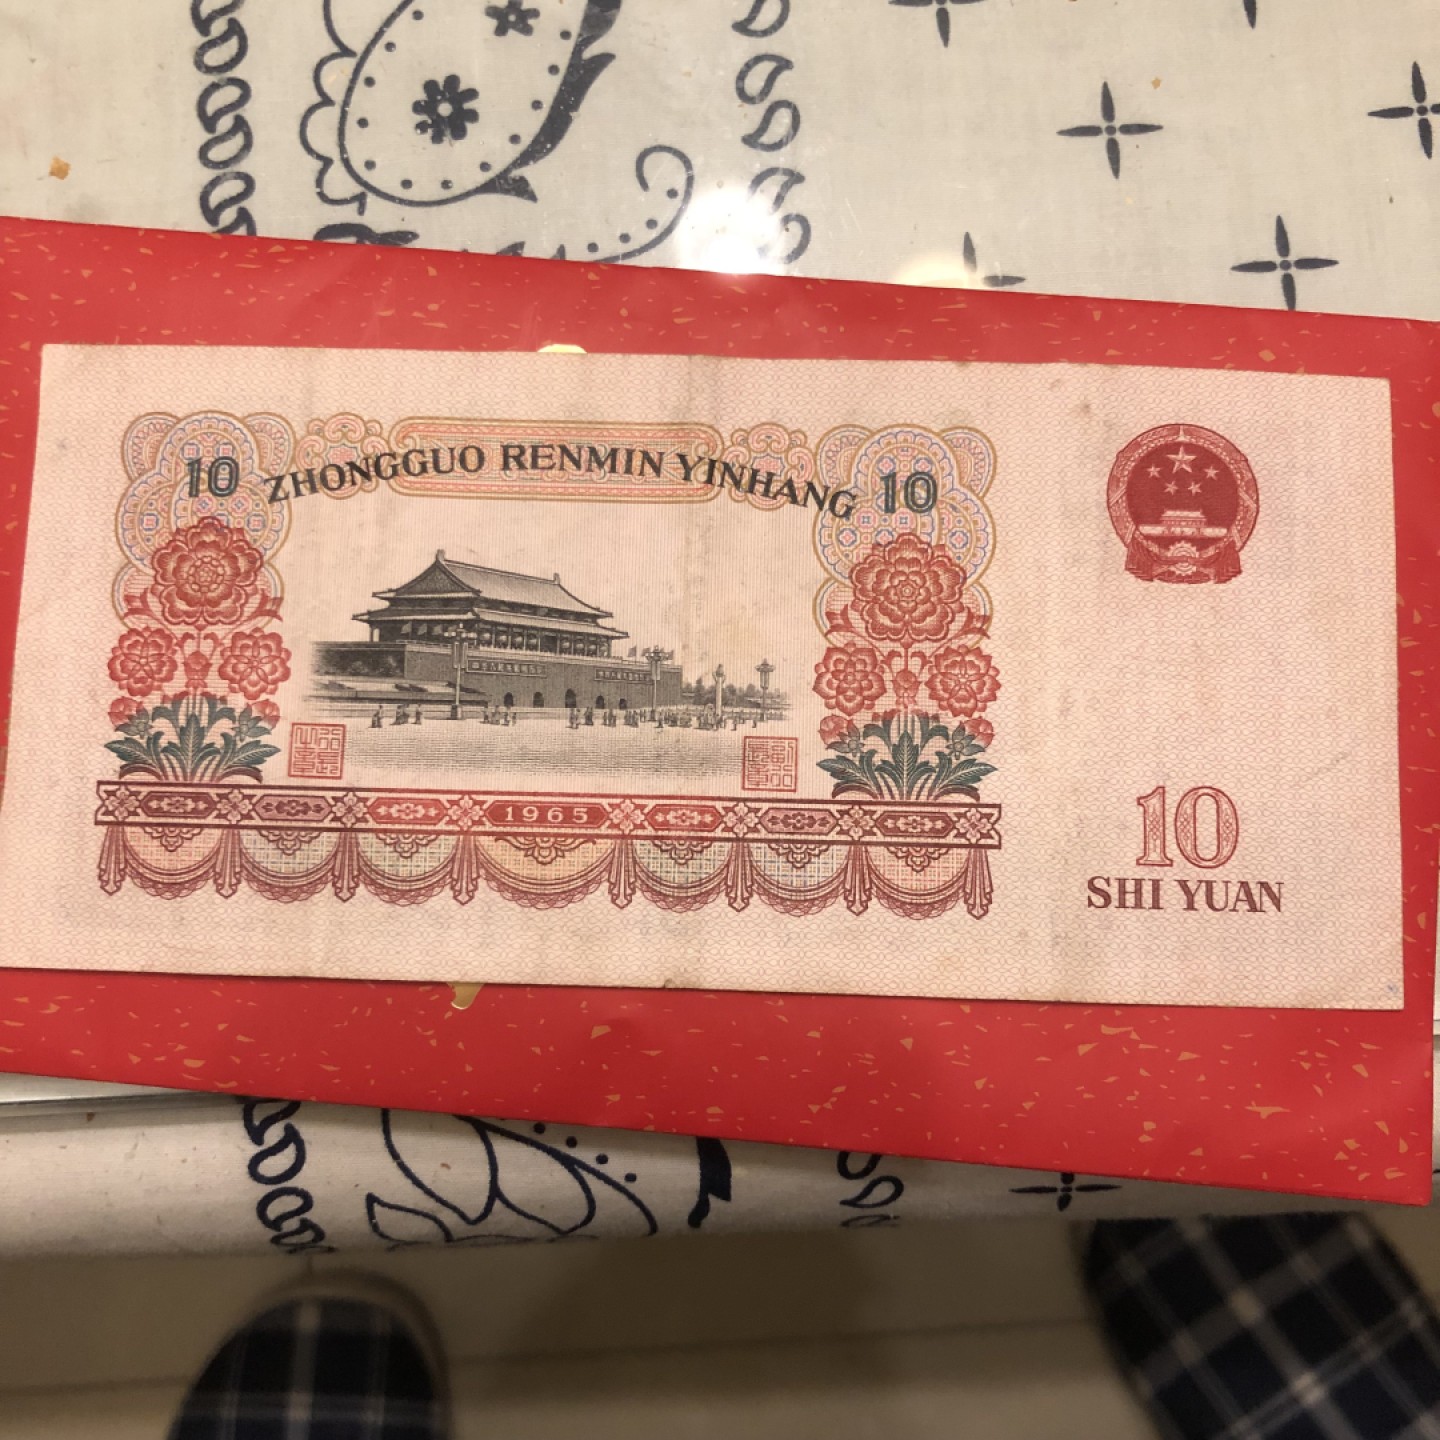 10 ZHONGGUO RENMIN YINHANG 10
1965
10
SHI YUAN